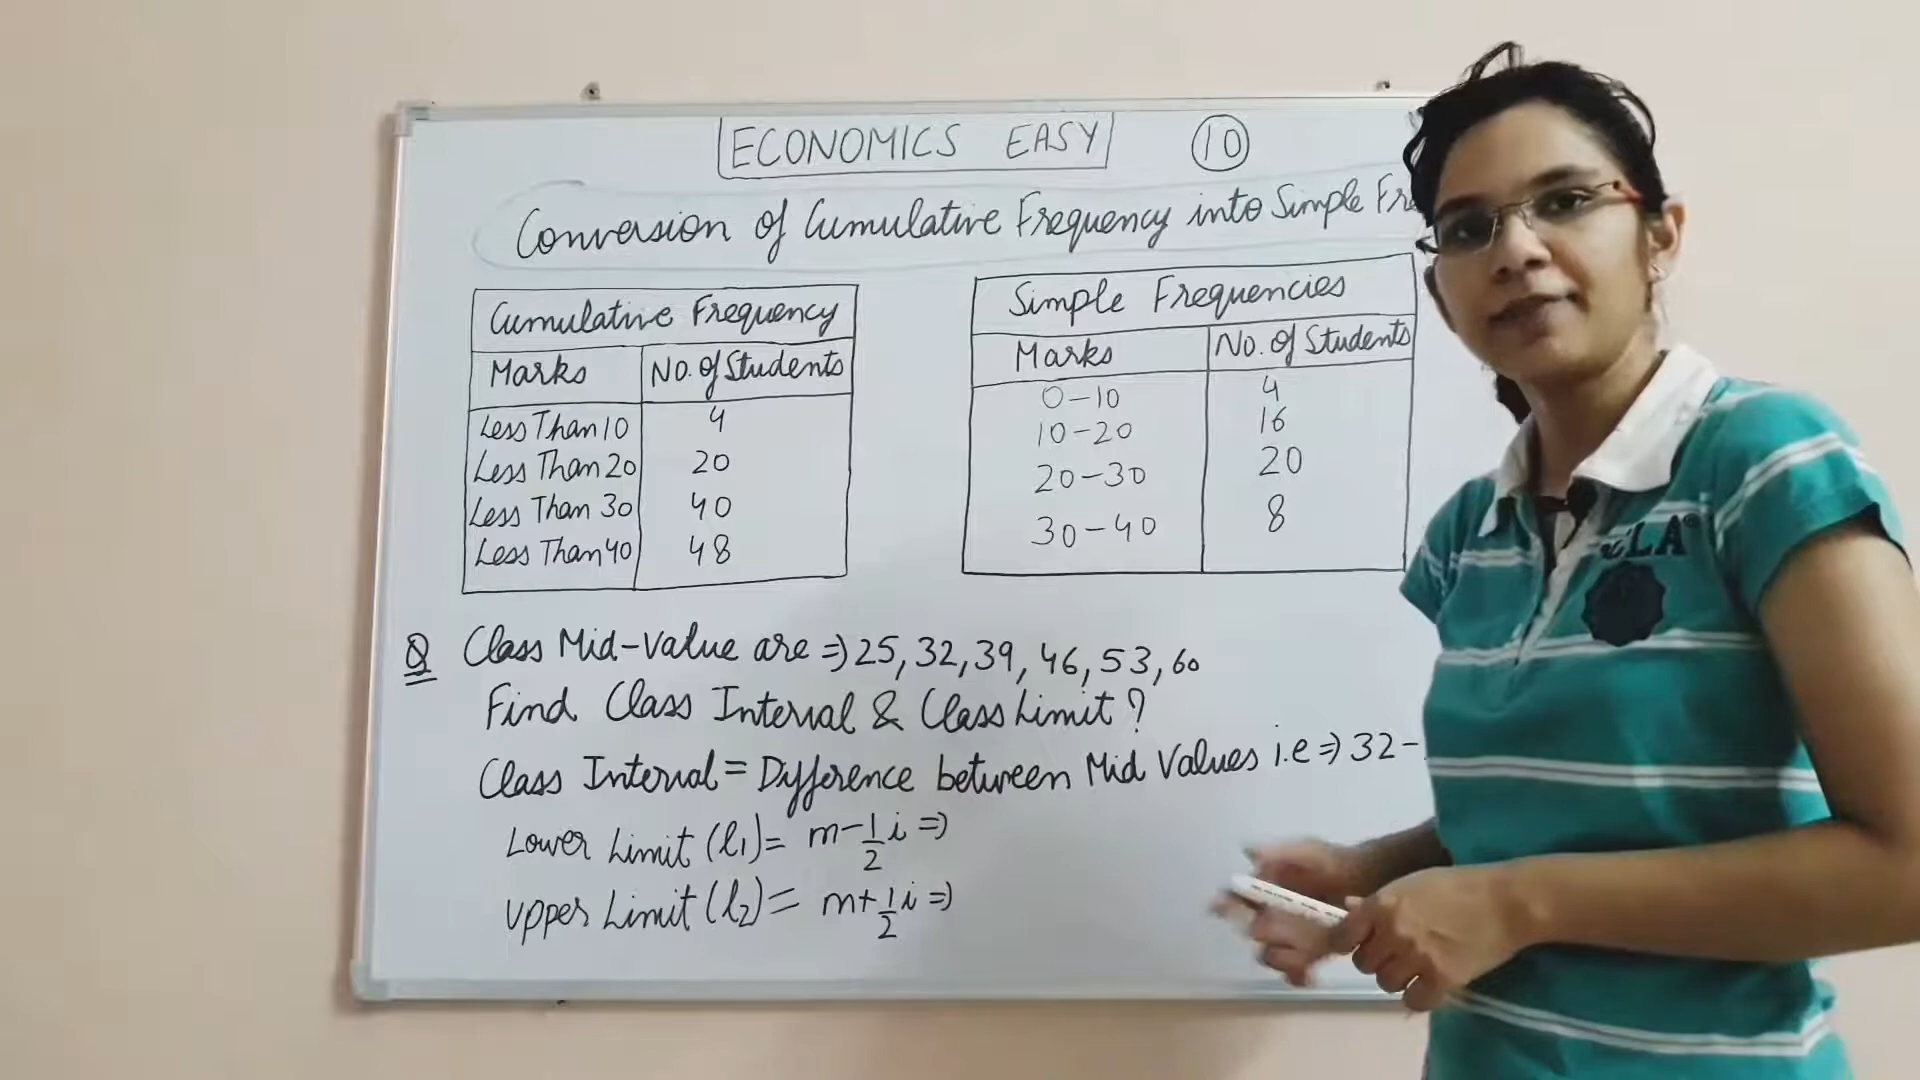 ECONOMICS EASY 10
Conversion of Cumulative Frequency into Simple Fre
Cumulative Frequency
Marks No. of Students
Less Than 10 4
Less Than 20 20
Less Than 30 40
Less Than 40 48
Simple Frequencies
Marks No. of Students
0-10 4
10-20 16
20-30 20
30-40 8
Q Class Mid-Value are => 25, 32, 39, 46, 53, 60
Find Class Interval & Class Limit?
Class Interval = Difference between Mid Values i.e => 32-
Lower Limit (l1) = m - 1/2 i =>
Upper Limit (l2) = m + 1/2 i =>